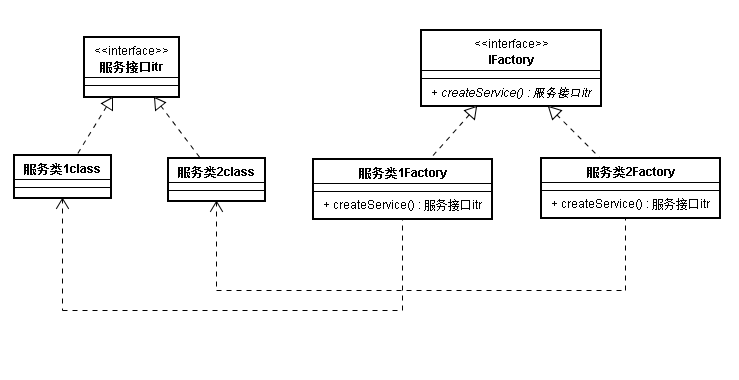 <<interface>>
服务接口itr
<<interface>>
IFactory
+ createService() : 服务接口itr
服务类1class
服务类2class
服务类1Factory
+ createService() : 服务接口itr
服务类2Factory
+ createService() : 服务接口itr